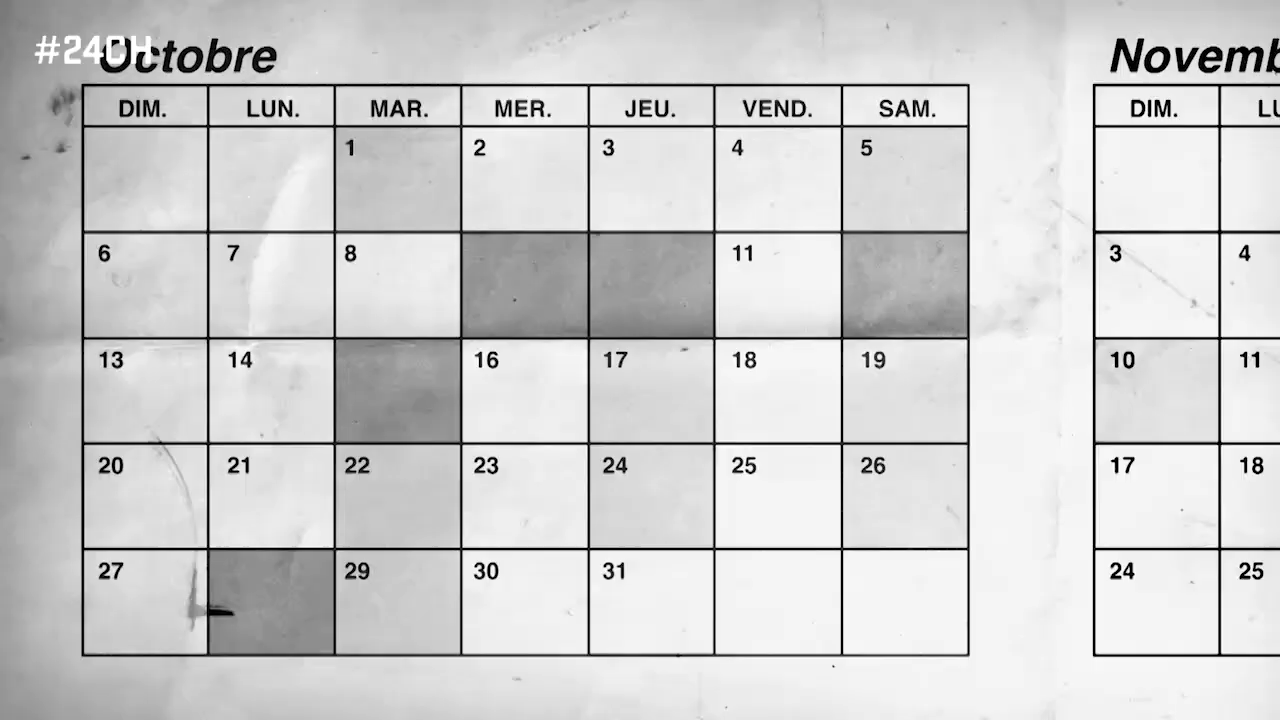 #24CH
Octobre
DIM. LUN. MAR. MER. JEU. VEND. SAM.
1 2 3 4 5
6 7 8 11
13 14 16 17 18 19
20 21 22 23 24 25 26
27 29 30 31
Novemb
DIM. LU
3 4
10 11
17 18
24 25